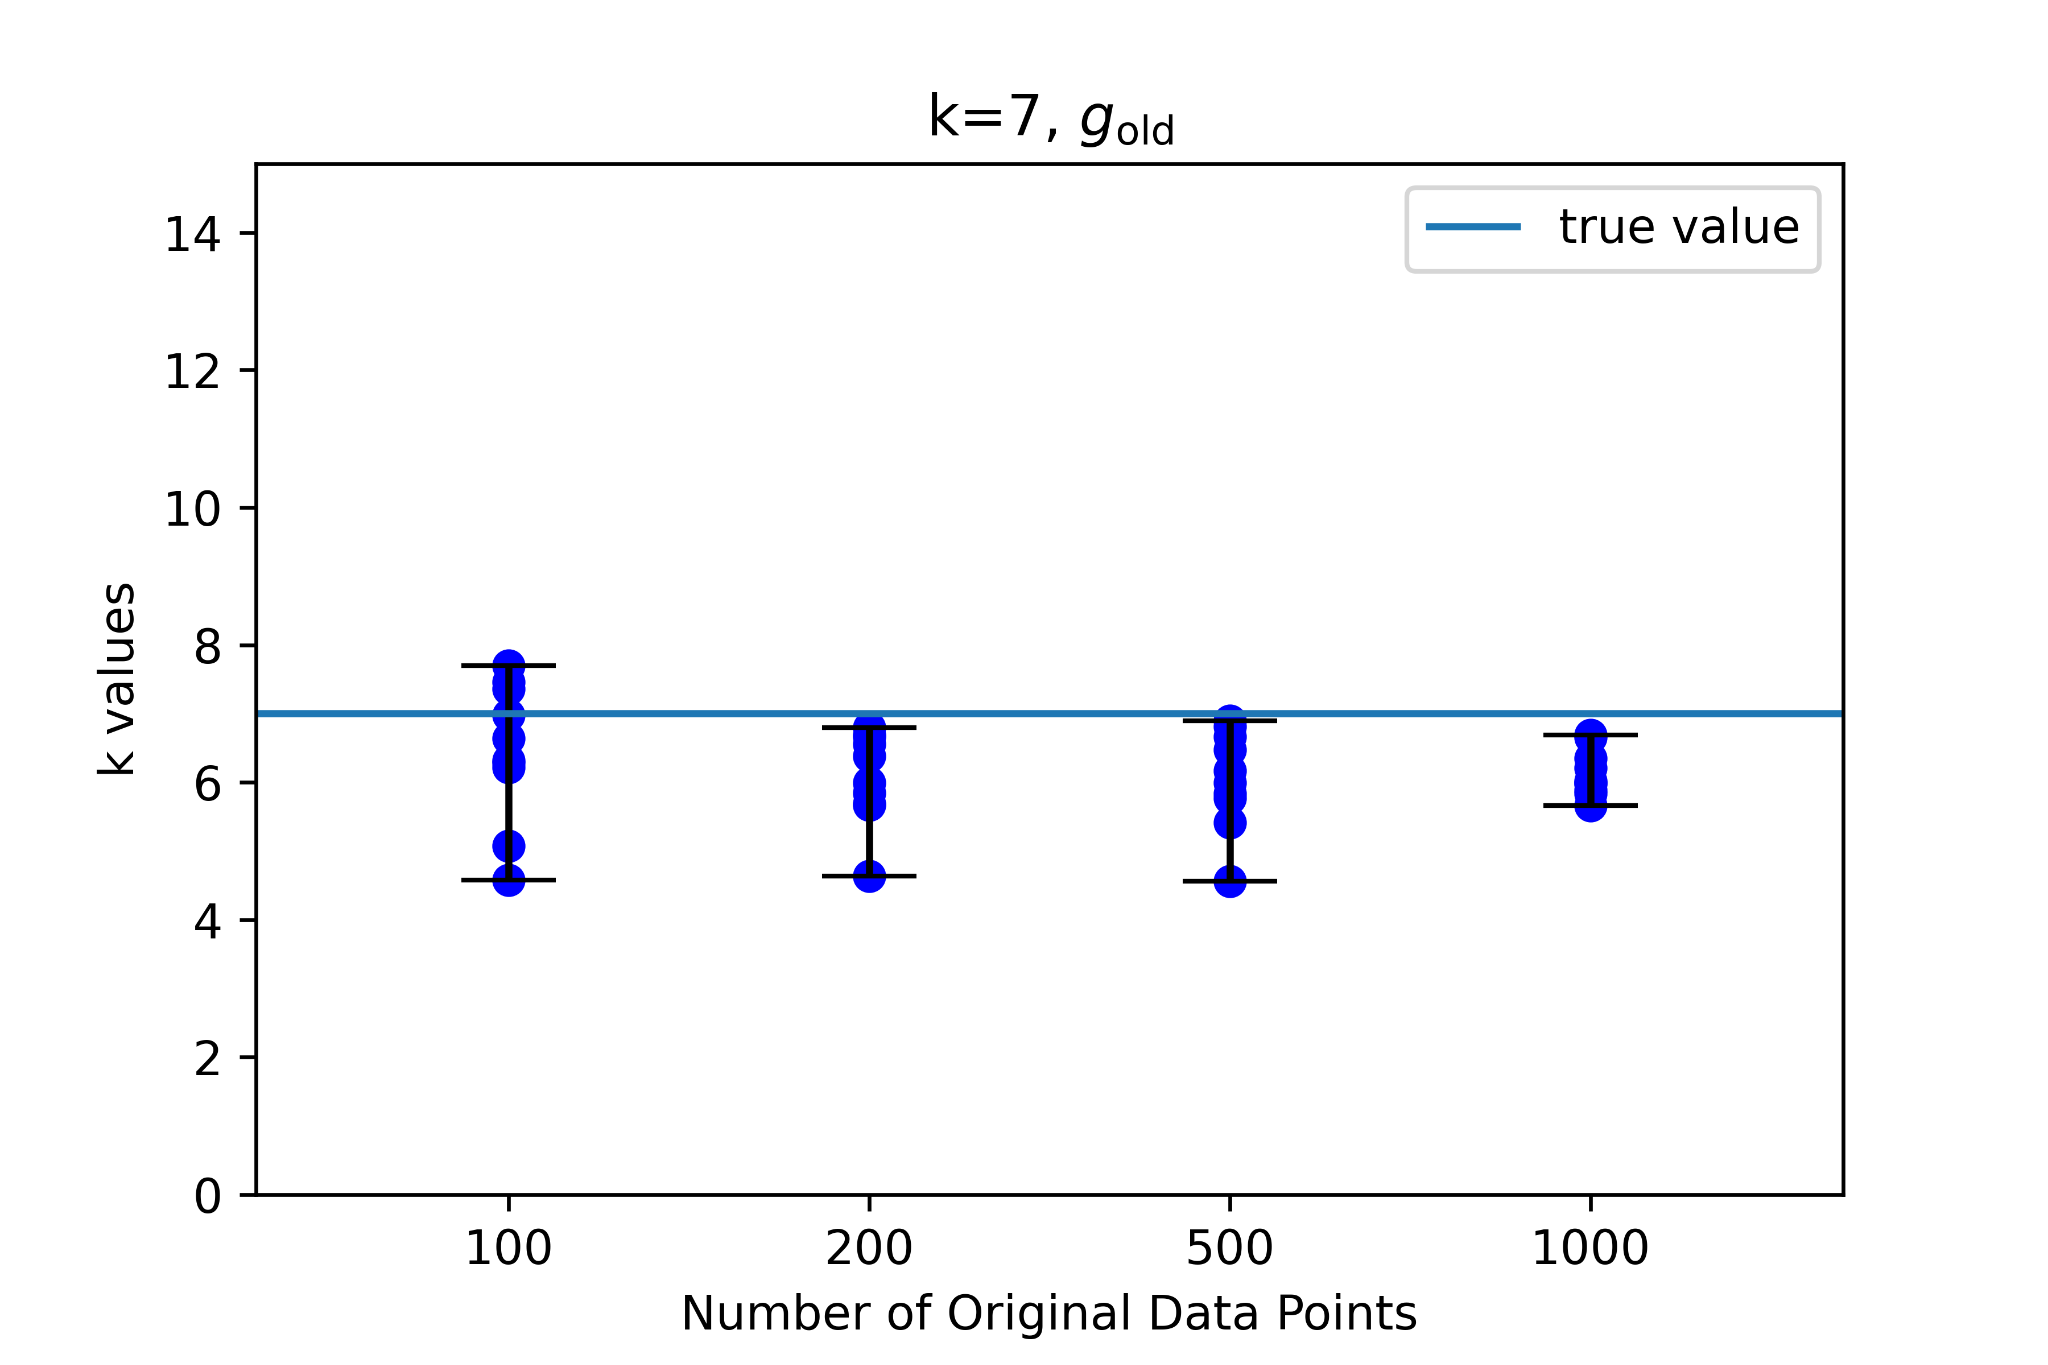 k=7, g_old
true value
14
12
10
8
6
4
2
0
k values
100 200 500 1000
Number of Original Data Points